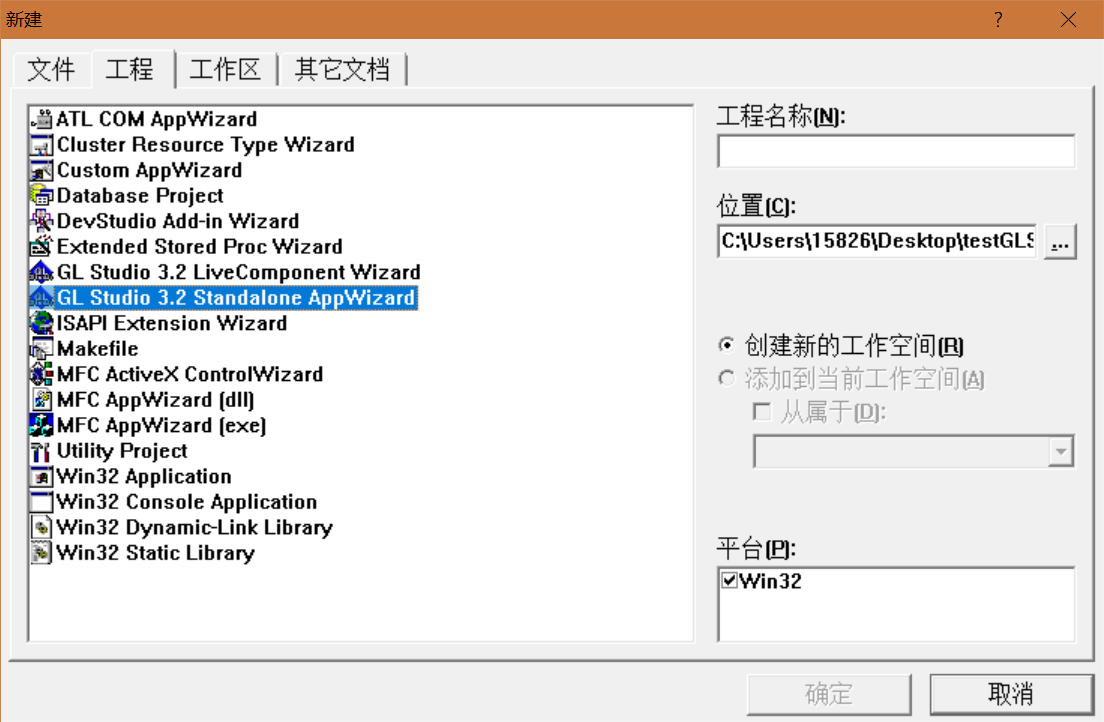 新建
?
文件 工程 工作区 其它文档
ATL COM AppWizard
Cluster Resource Type Wizard
Custom AppWizard
Database Project
DevStudio Add-in Wizard
Extended Stored Proc Wizard
GL Studio 3.2 LiveComponent Wizard
GL Studio 3.2 Standalone AppWizard
ISAPI Extension Wizard
Makefile
MFC ActiveX ControlWizard
MFC AppWizard (dll)
MFC AppWizard (exe)
Utility Project
Win32 Application
Win32 Console Application
Win32 Dynamic-Link Library
Win32 Static Library
工程名称(N):
位置(C):
C:\Users\15826\Desktop\testGLS
...
创建新的工作空间(R)
添加到当前工作空间(A)
从属于(D):
平台(P):
Win32
确定
取消